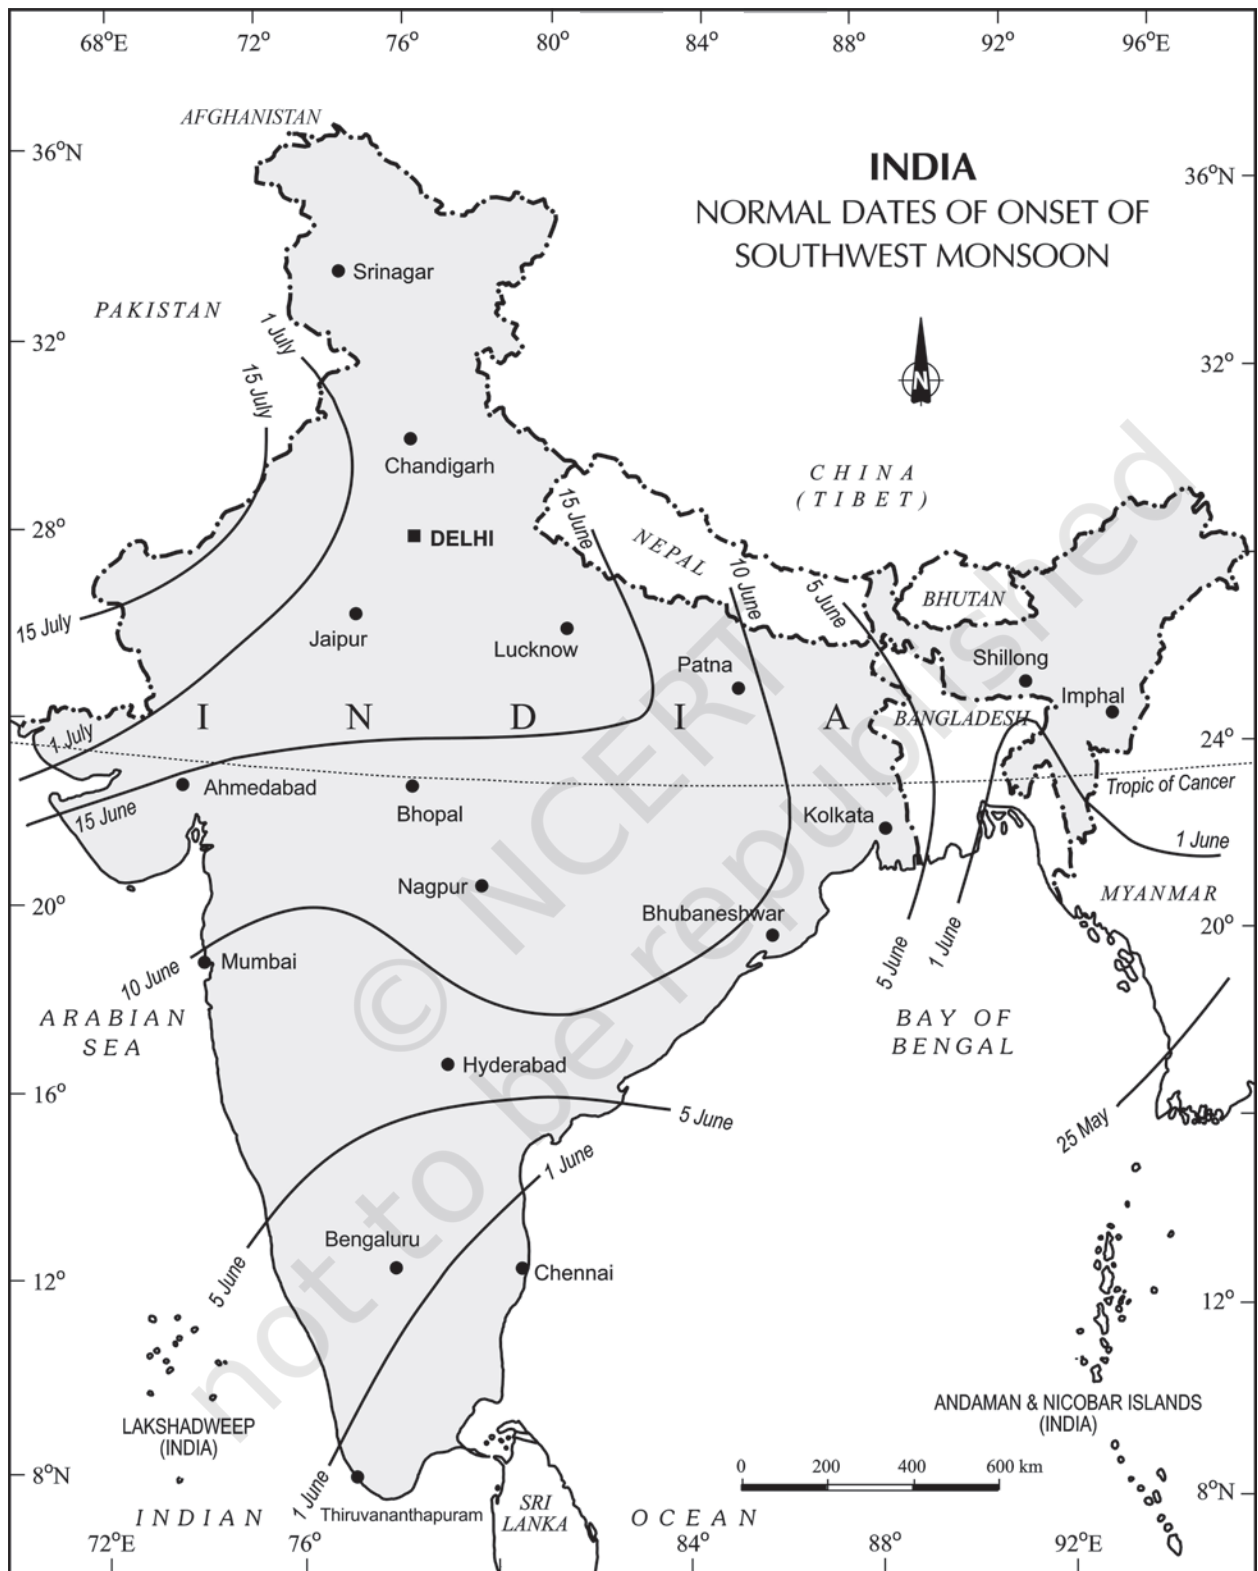 68°E 72° 76° 80° 84° 88° 92° 96°E
AFGHANISTAN
36°N
INDIA
36°N
NORMAL DATES OF ONSET OF
SOUTHWEST MONSOON
Srinagar
PAKISTAN
1 July
32°
32°
15 July
N
Chandigarh
CHINA
(TIBET)
15 June
28°
DELHI
NEPAL
10 June
5 June
BHUTAN
15 July
Jaipur
Lucknow
Patna
Shillong
Imphal
I N D I A
BANGLADESH
1 July
24°
Tropic of Cancer
Ahmedabad
15 June
Bhopal
Kolkata
1 June
Nagpur
MYANMAR
20°
Bhubaneshwar
20°
10 June
Mumbai
5 June
1 June
ARABIAN
SEA
BAY OF
BENGAL
Hyderabad
16°
5 June
25 May
1 June
Bengaluru
12°
5 June
Chennai
12°
LAKSHADWEEP
(INDIA)
ANDAMAN & NICOBAR ISLANDS
(INDIA)
8°N
1 June
0 200 400 600 km
8°N
Thiruvananthapuram
SRI
LANKA
INDIAN OCEAN
72°E 76° 84° 88° 92°E
© NCERT
not to be republished